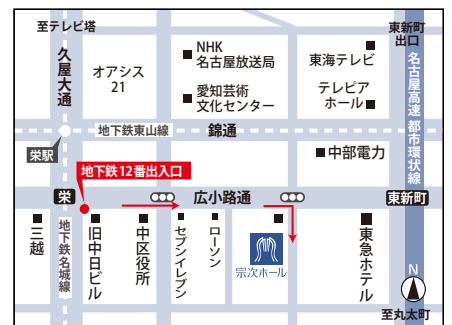 至テレビ塔
東新町
出口
久屋大通
オアシス
21
NHK
名古屋放送局
愛知芸術
文化センター
東海テレビ
テレピア
ホール
名古屋高速 都市環状線
地下鉄東山線
錦通
栄駅
中部電力
地下鉄12番出入口
栄
広小路通
東新町
三越
地下鉄名城線
旧中日ビル
中区役所
セブンイレブン
ローソン
宗次ホール
東急ホテル
N
至丸太町